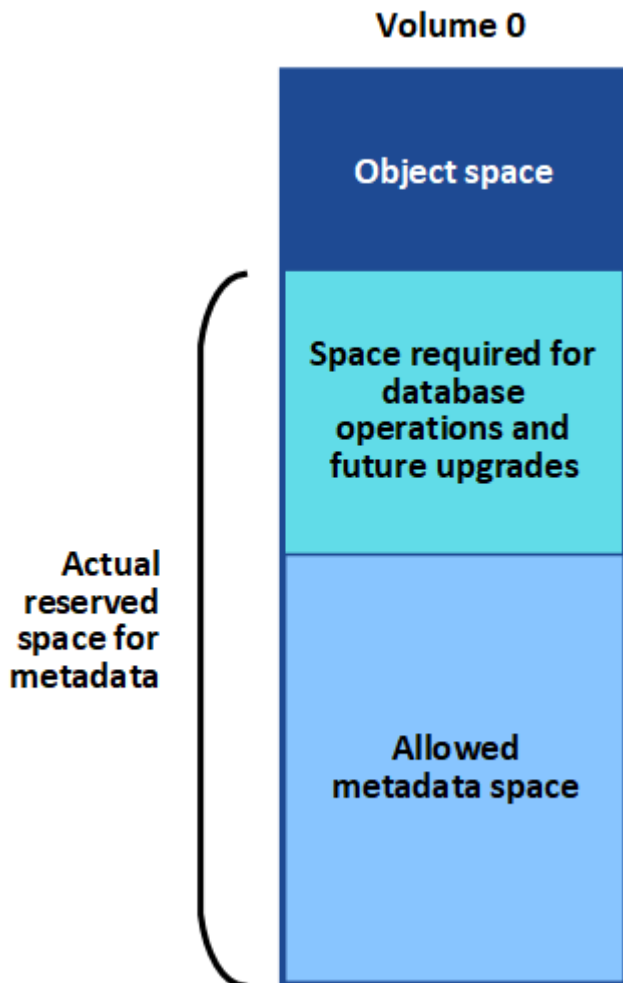 Volume 0
Object space
Space required for
database
operations and
future upgrades
Actual
reserved
space for
metadata
Allowed
metadata space